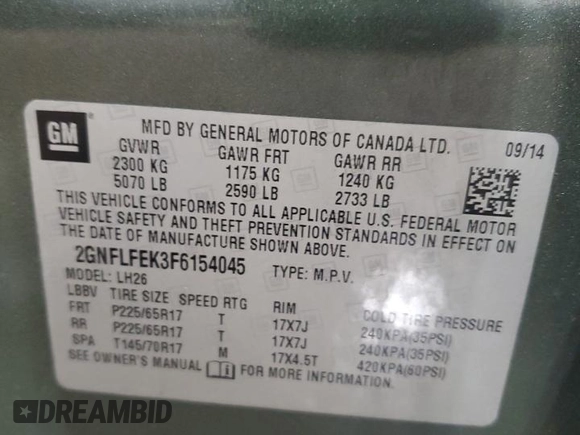 GM
MFD BY GENERAL MOTORS OF CANADA LTD. 09/14
GVWR GAWR FRT GAWR RR
2300 KG 1175 KG 1240 KG
5070 LB 2590 LB 2733 LB
THIS VEHICLE CONFORMS TO ALL APPLICABLE U.S. FEDERAL MOTOR
VEHICLE SAFETY AND THEFT PREVENTION STANDARDS IN EFFECT ON
THE DATE OF MANUFACTURE SHOWN ABOVE.
2GNFLFEK3F6154045 TYPE: M.P.V.
MODEL: LH26
LBBV TIRE SIZE SPEED RTG RIM COLD TIRE PRESSURE
FRT P225/65R17 T 17X7J 240KPA(35PSI)
RR P225/65R17 T 17X7J 240KPA(35PSI)
SPA T145/70R17 M 17X4.5T 420KPA(60PSI)
SEE OWNER'S MANUAL FOR MORE INFORMATION.
DREAMBID